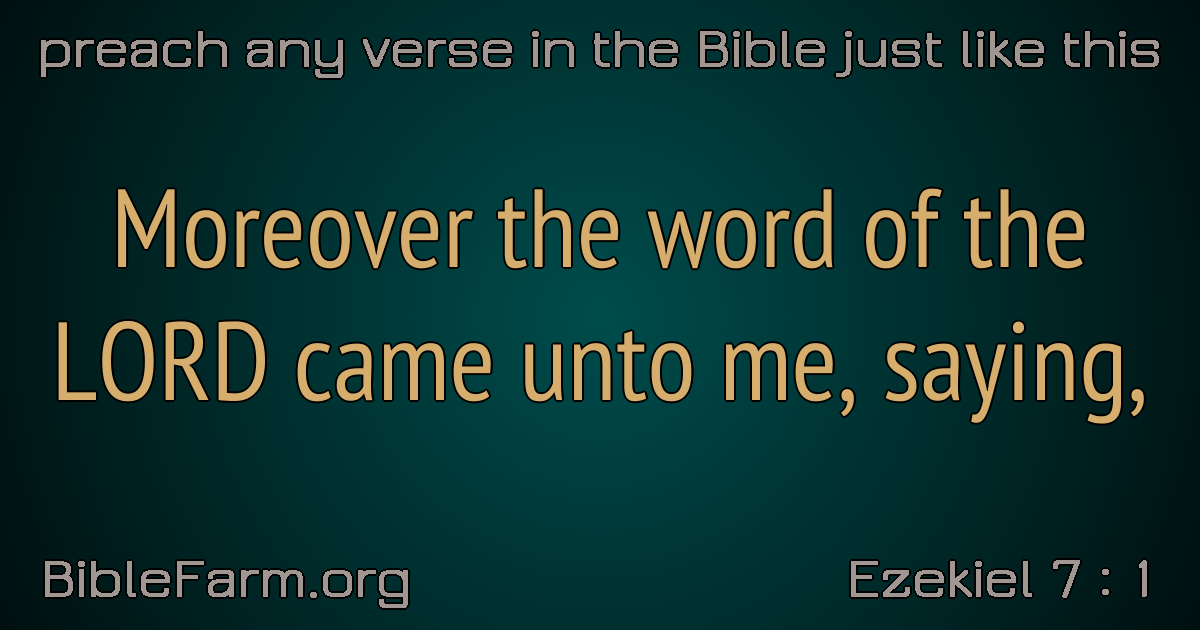 preach any verse in the Bible just like this
Moreover the word of the
LORD came unto me, saying,
BibleFarm.org
Ezekiel 7 : 1